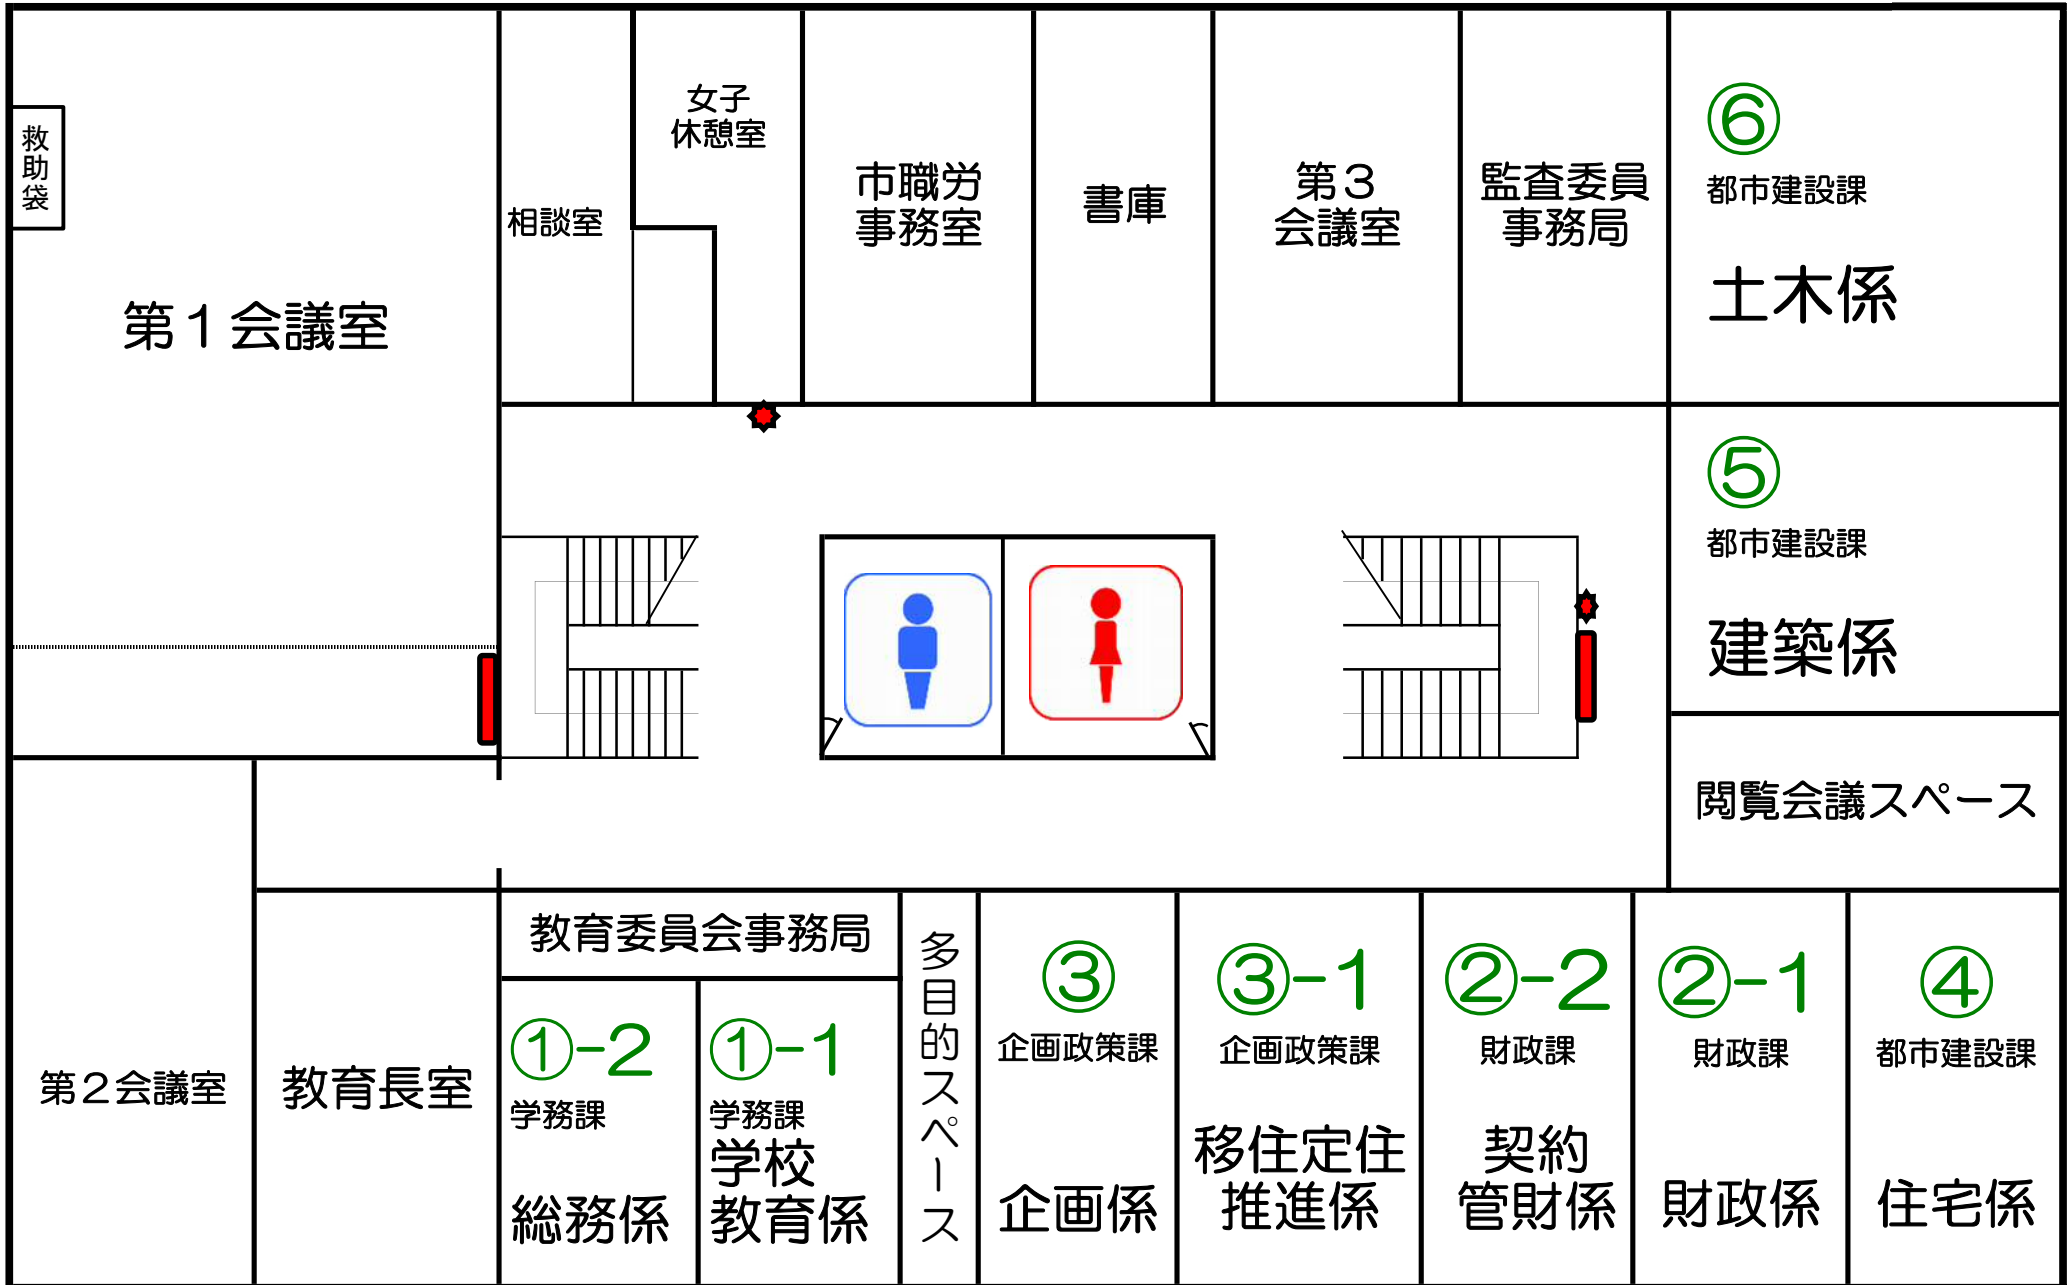 救助袋
第１会議室
相談室
女子
休憩室
市職労
事務室
書庫
第３
会議室
監査委員
事務局
⑥
都市建設課
土木係
⑤
都市建設課
建築係
閲覧会議スペース
第２会議室
教育長室
教育委員会事務局
①-2
学務課
総務係
①-1
学務課
学校
教育係
多目的スペース
③
企画政策課
企画係
③-1
企画政策課
移住定住
推進係
②-2
財政課
契約
管財係
②-1
財政課
財政係
④
都市建設課
住宅係